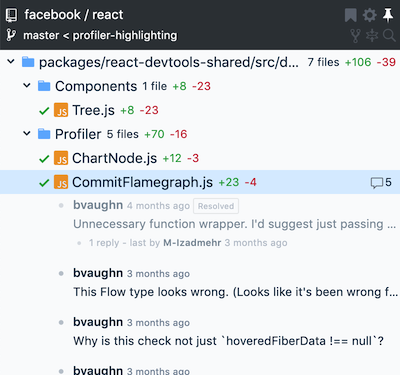 facebook / react
master < profiler-highlighting
packages/react-devtools-shared/src/d... 7 files +106 -39
Components 1 file +8 -23
JS Tree.js +8 -23
Profiler 5 files +70 -16
JS ChartNode.js +12 -3
JS CommitFlamegraph.js +23 -4 5
bvaughn 4 months ago Resolved
Unnecessary function wrapper. I'd suggest just passing ...
1 reply - last by M-Izadmehr 3 months ago
bvaughn 3 months ago
This Flow type looks wrong. (Looks like it's been wrong f...
bvaughn 3 months ago
Why is this check not just `hoveredFiberData !== null`?